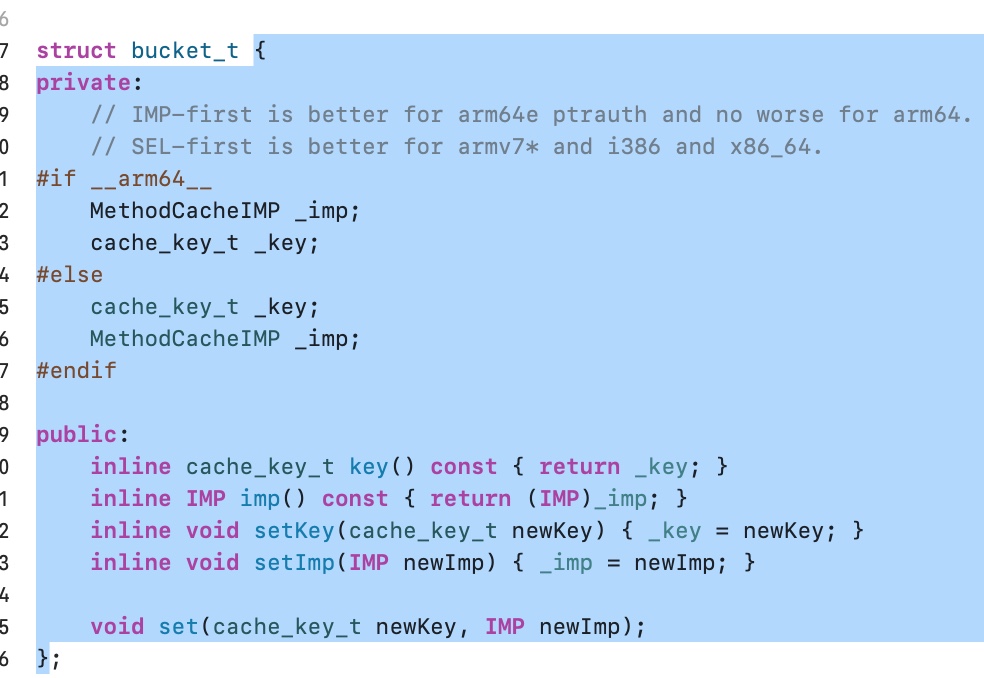 6
7 struct bucket_t {
8 private:
9     // IMP-first is better for arm64e ptrauth and no worse for arm64.
0     // SEL-first is better for armv7* and i386 and x86_64.
1 #if __arm64__
2     MethodCacheIMP _imp;
3     cache_key_t _key;
4 #else
5     cache_key_t _key;
6     MethodCacheIMP _imp;
7 #endif
8
9 public:
0     inline cache_key_t key() const { return _key; }
1     inline IMP imp() const { return (IMP)_imp; }
2     inline void setKey(cache_key_t newKey) { _key = newKey; }
3     inline void setImp(IMP newImp) { _imp = newImp; }
4
5     void set(cache_key_t newKey, IMP newImp);
6 };